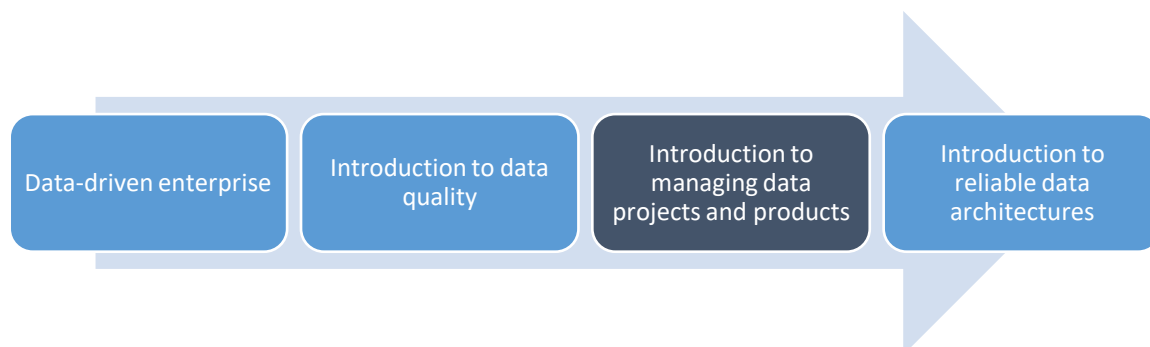 Data-driven enterprise
Introduction to data
quality
Introduction to
managing data
projects and products
Introduction to
reliable data
architectures